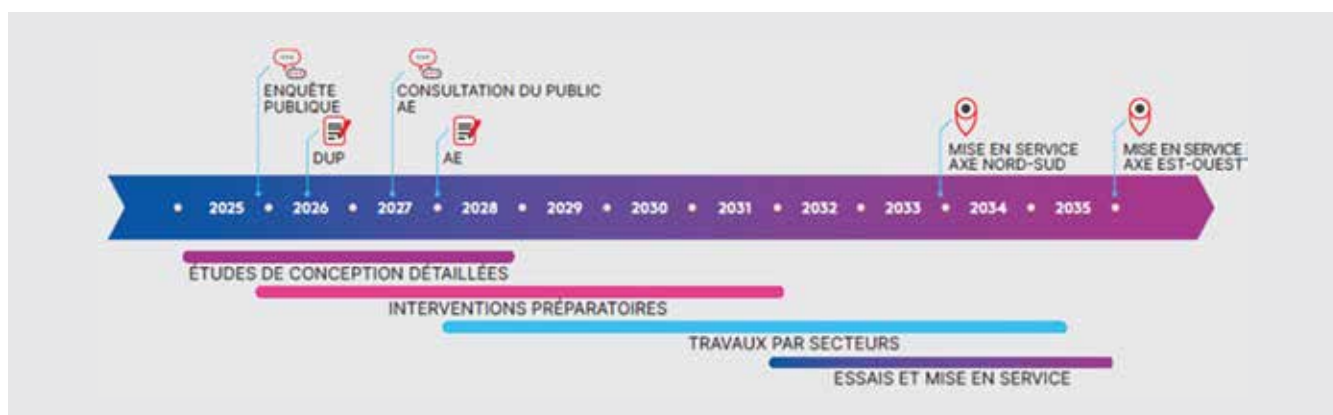 ENQUÊTE
PUBLIQUE
CONSULTATION DU PUBLIC
AE
DUP
AE
MISE EN SERVICE
AXE NORD-SUD
MISE EN SERVICE
AXE EST-OUEST
2025 2026 2027 2028 2029 2030 2031 2032 2033 2034 2035
ÉTUDES DE CONCEPTION DÉTAILLÉES
INTERVENTIONS PRÉPARATOIRES
TRAVAUX PAR SECTEURS
ESSAIS ET MISE EN SERVICE